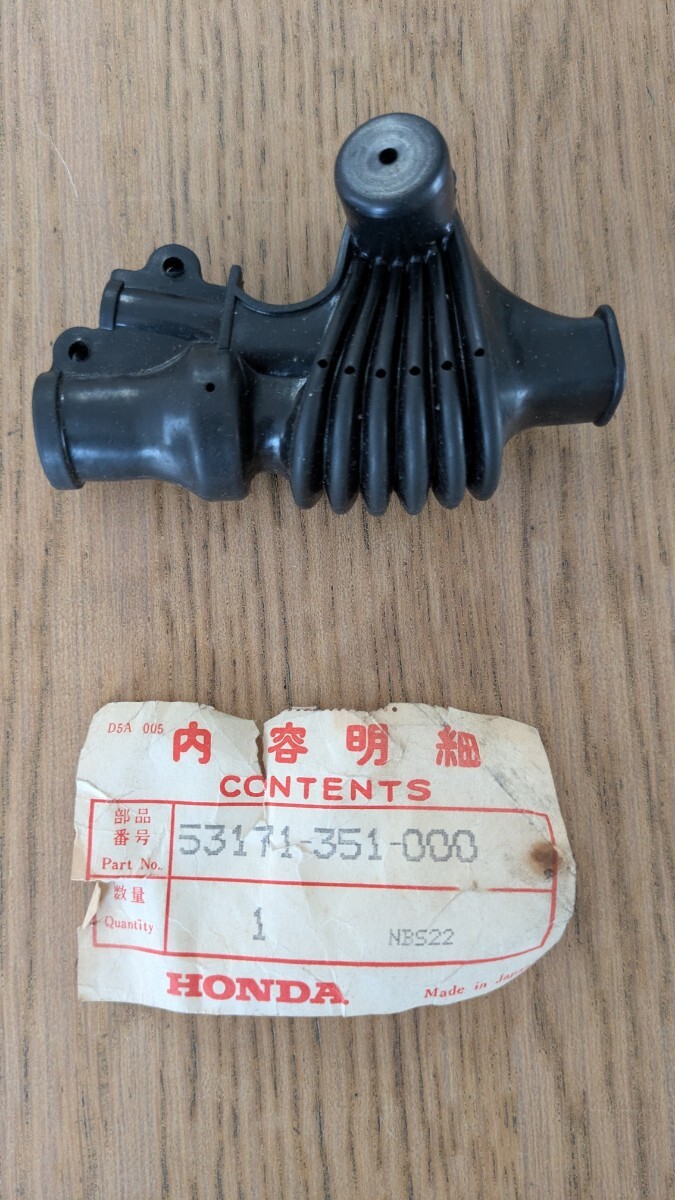 D5A 005 内容明細
CONTENTS
部品
番号
Part No.. 53171-351-000
数量
Quantity 1 NBS22
HONDA. Made in